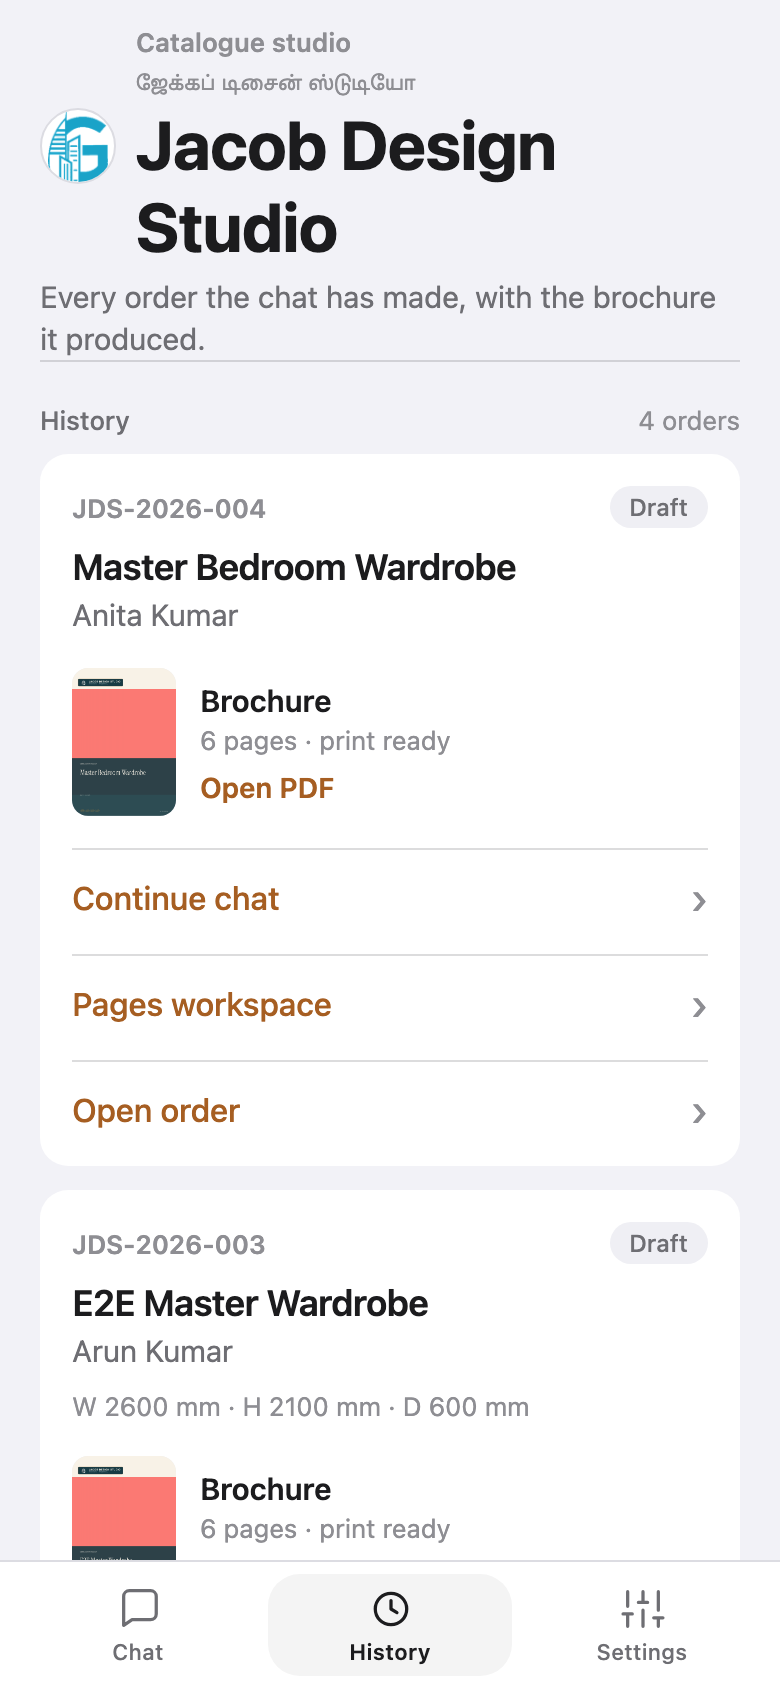 Catalogue studio
ஜேக்கப் டிசைன் ஸ்டுடியோ
Jacob Design
Studio
Every order the chat has made, with the brochure
it produced.
History
4 orders
JDS-2026-004
Draft
Master Bedroom Wardrobe
Anita Kumar
Master Bedroom Wardrobe
Brochure
6 pages · print ready
Open PDF
Continue chat
Pages workspace
Open order
JDS-2026-003
Draft
E2E Master Wardrobe
Arun Kumar
W 2600 mm · H 2100 mm · D 600 mm
Brochure
6 pages · print ready
Chat
History
Settings